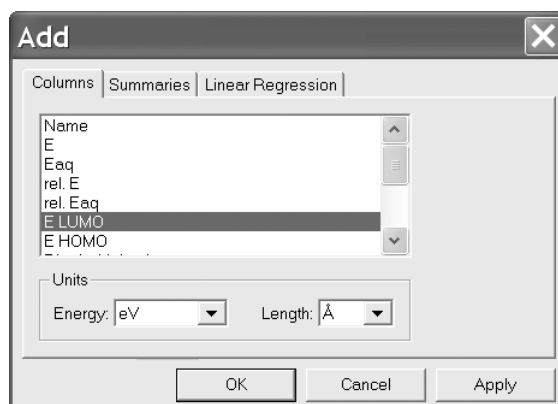 Add
Columns Summaries Linear Regression
Name
E
Eaq
rel. E
rel. Eaq
E LUMO
E HOMO
Units
Energy: eV Length: Å
OK Cancel Apply